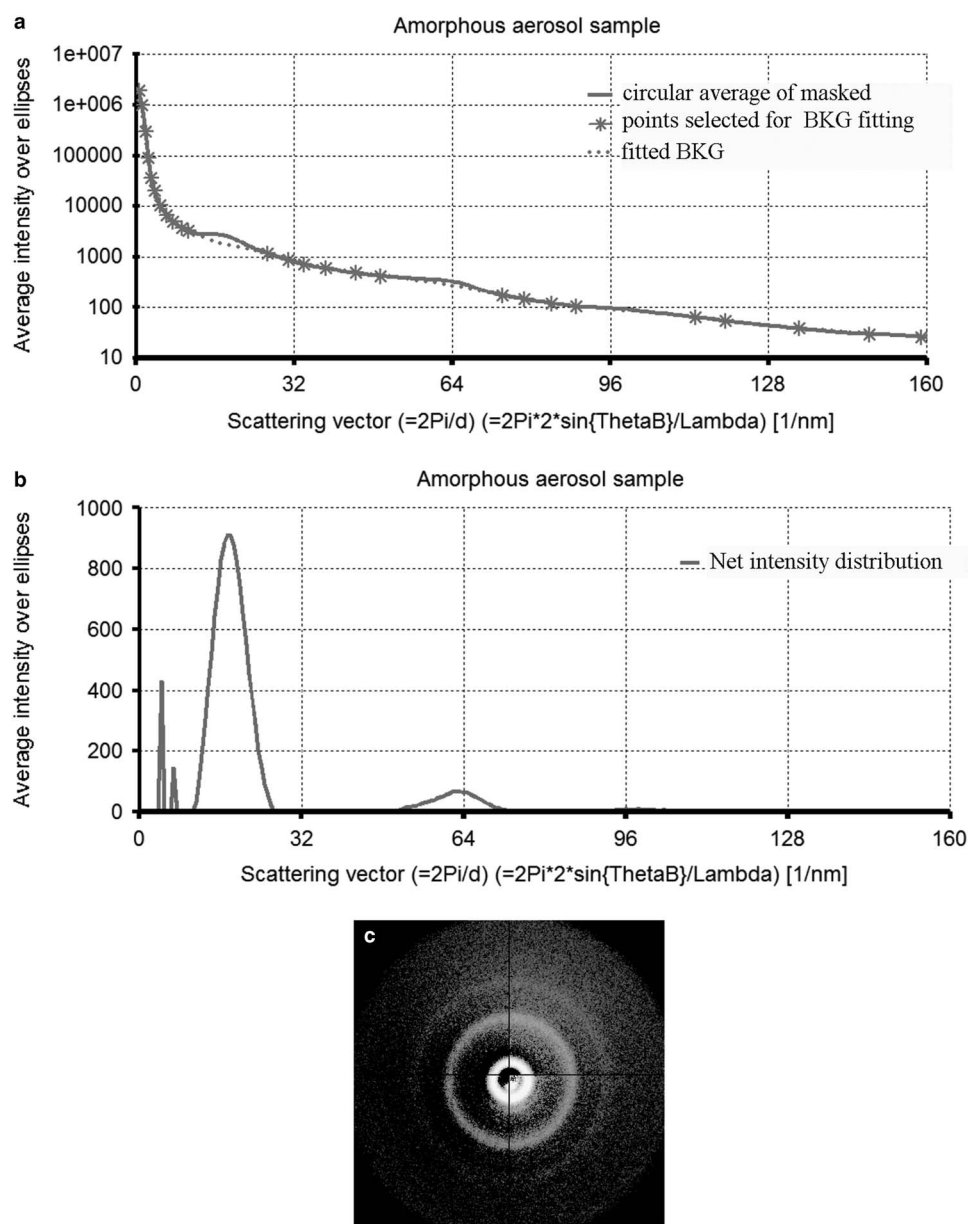 a
Amorphous aerosol sample
Average intensity over ellipses
1e+007
1e+006
100000
10000
1000
100
10
circular average of masked
points selected for BKG fitting
fitted BKG
0 32 64 96 128 160
Scattering vector (=2Pi/d) (=2Pi*2*sin{ThetaB}/Lambda) [1/nm]
b
Amorphous aerosol sample
Average intensity over ellipses
1000
800
600
400
200
0
Net intensity distribution
0 32 64 96 128 160
Scattering vector (=2Pi/d) (=2Pi*2*sin{ThetaB}/Lambda) [1/nm]
c